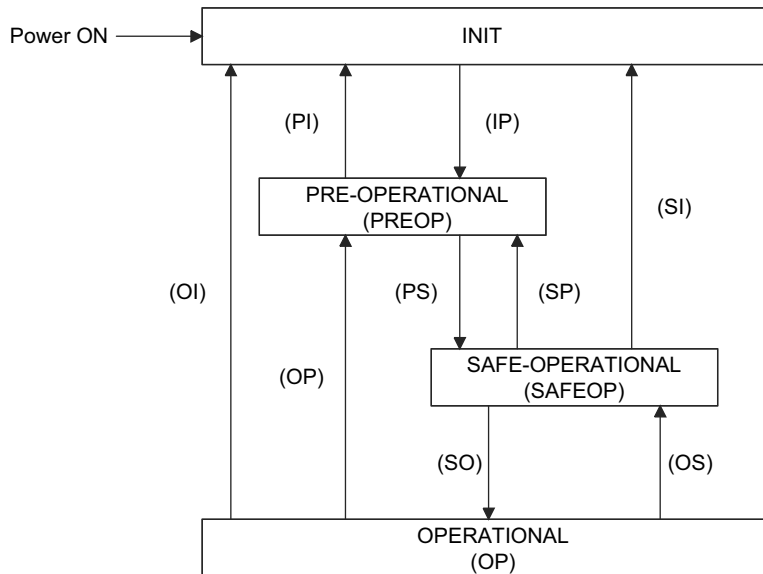 Power ON
INIT
(PI)
(IP)
PRE-OPERATIONAL
(PREOP)
(SI)
(OI)
(PS)
(SP)
(OP)
SAFE-OPERATIONAL
(SAFEOP)
(SO)
(OS)
OPERATIONAL
(OP)